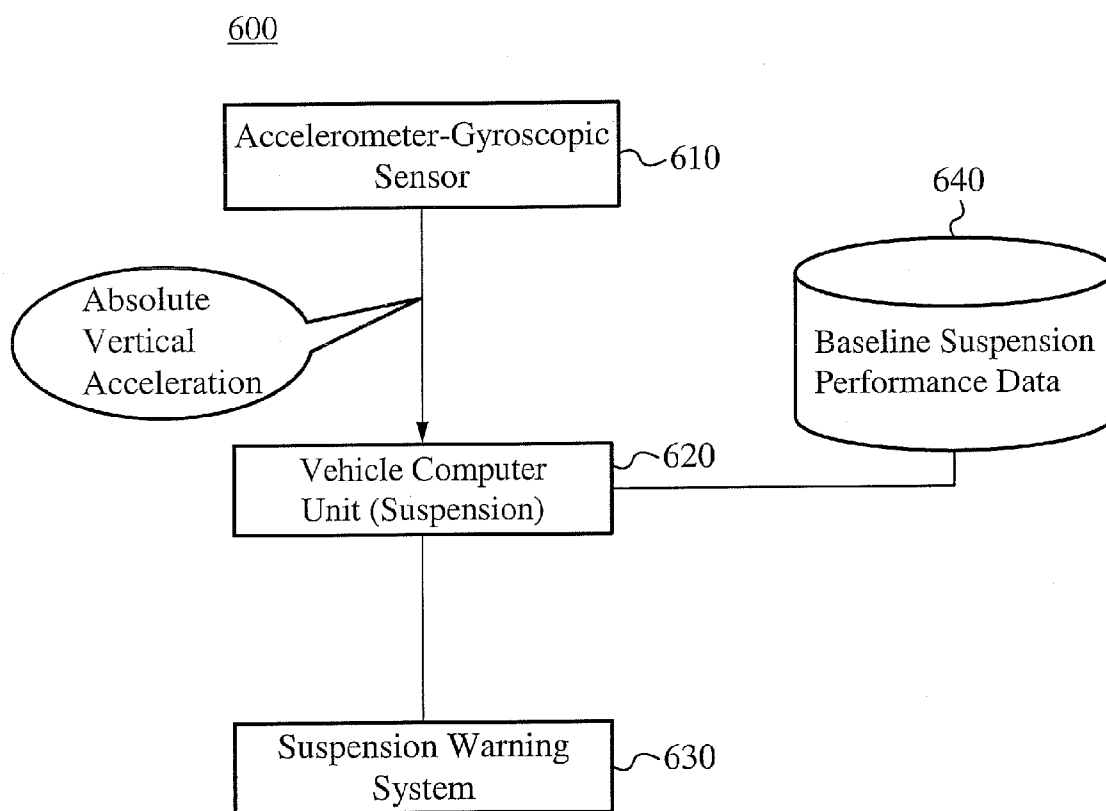 600
Accelerometer-Gyroscopic
Sensor
610
640
Absolute
Vertical
Acceleration
Baseline Suspension
Performance Data
Vehicle Computer
Unit (Suspension)
620
Suspension Warning
System
630